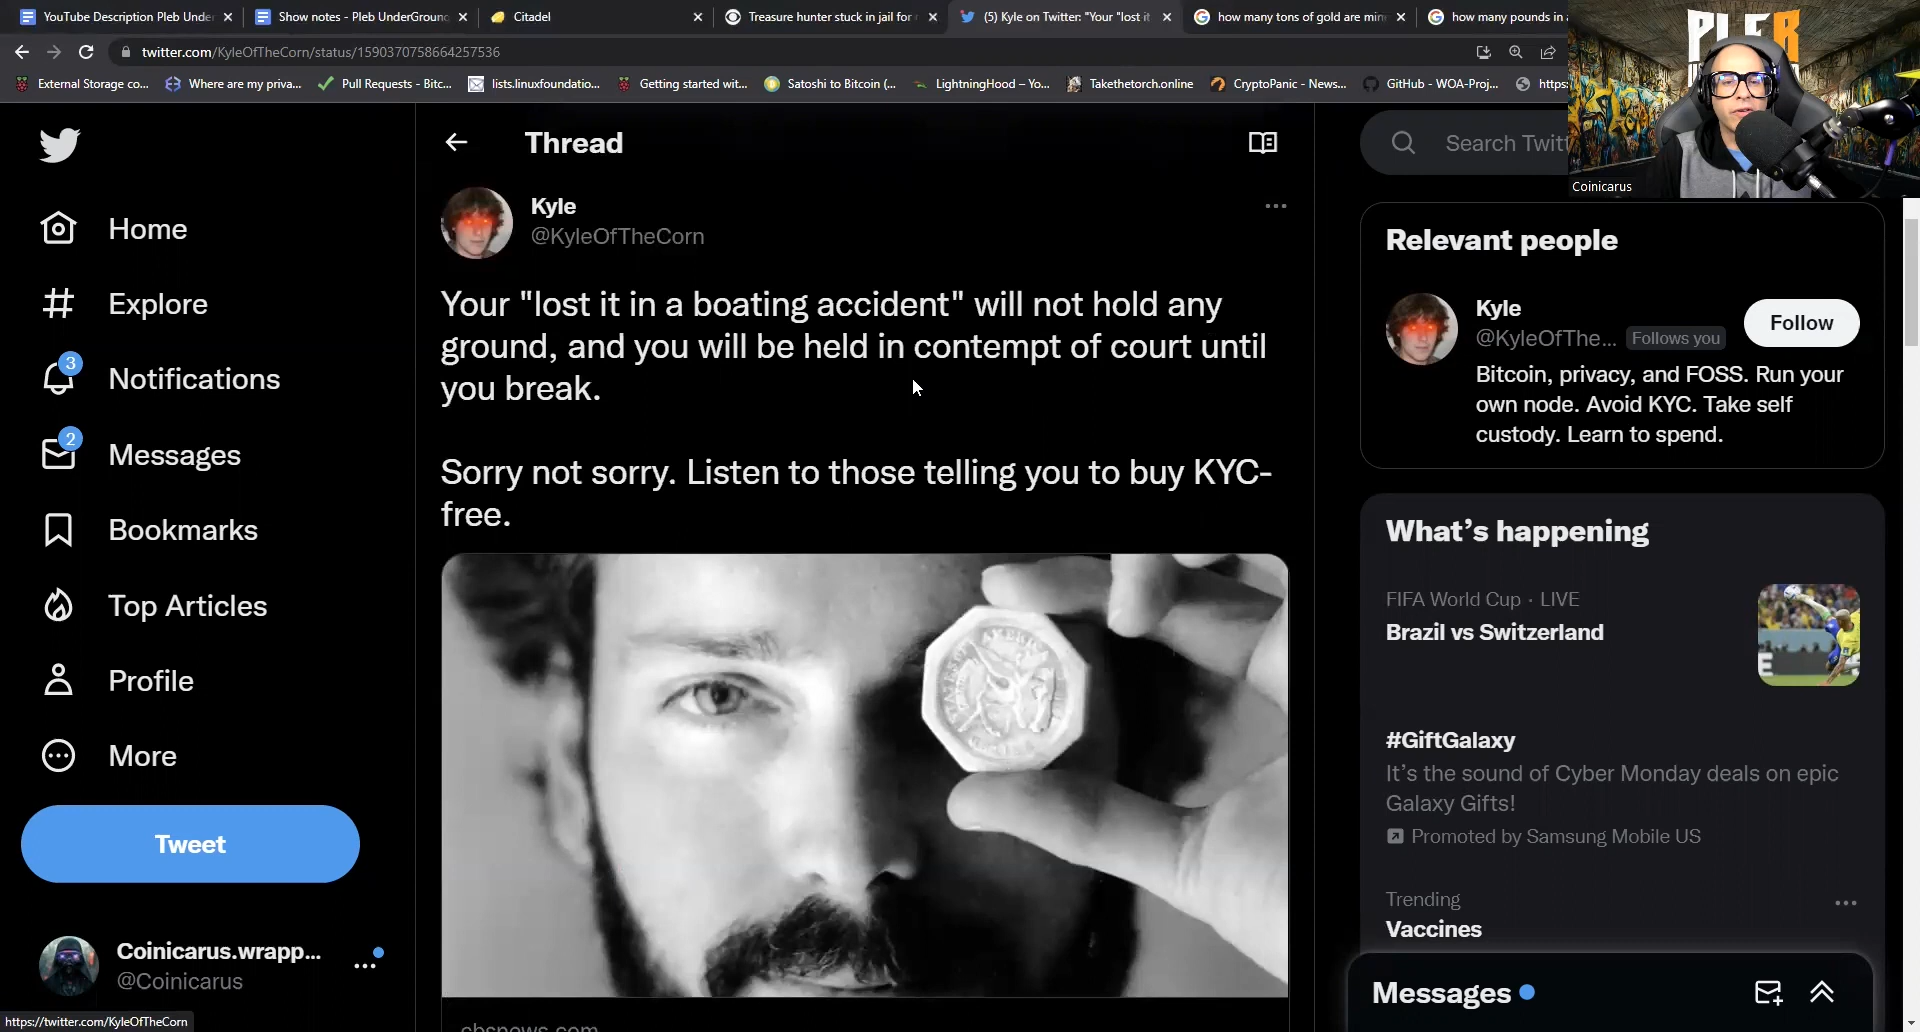 YouTube Description Pleb Unde
Show notes - Pleb UnderGroun
Citadel
Treasure hunter stuck in jail for
(5) Kyle on Twitter: "Your "lost it
how many tons of gold are min
how many pounds in a
twitter.com/KyleOfTheCorn/status/1590370758664257536
External Storage co...
Where are my priva...
Pull Requests - Bitc...
lists.linuxfoundatio...
Getting started wit...
Satoshi to Bitcoin (...
LightningHood – Yo...
Takethetorch.online
CryptoPanic - News...
GitHub - WOA-Proj...
https:
Coinicarus
Home
Explore
3
Notifications
2
Messages
Bookmarks
Top Articles
Profile
More
Tweet
Coinicarus.wrapp...
@Coinicarus
https://twitter.com/KyleOfTheCorn
Thread
Kyle
@KyleOfTheCorn
Your "lost it in a boating accident" will not hold any
ground, and you will be held in contempt of court until
you break.
Sorry not sorry. Listen to those telling you to buy KYC-
free.
cbsnews.com
Search Twitt
Relevant people
Kyle
@KyleOfThe...
Follows you
Follow
Bitcoin, privacy, and FOSS. Run your
own node. Avoid KYC. Take self
custody. Learn to spend.
What's happening
FIFA World Cup · LIVE
Brazil vs Switzerland
#GiftGalaxy
It's the sound of Cyber Monday deals on epic
Galaxy Gifts!
Promoted by Samsung Mobile US
Trending
Vaccines
Messages